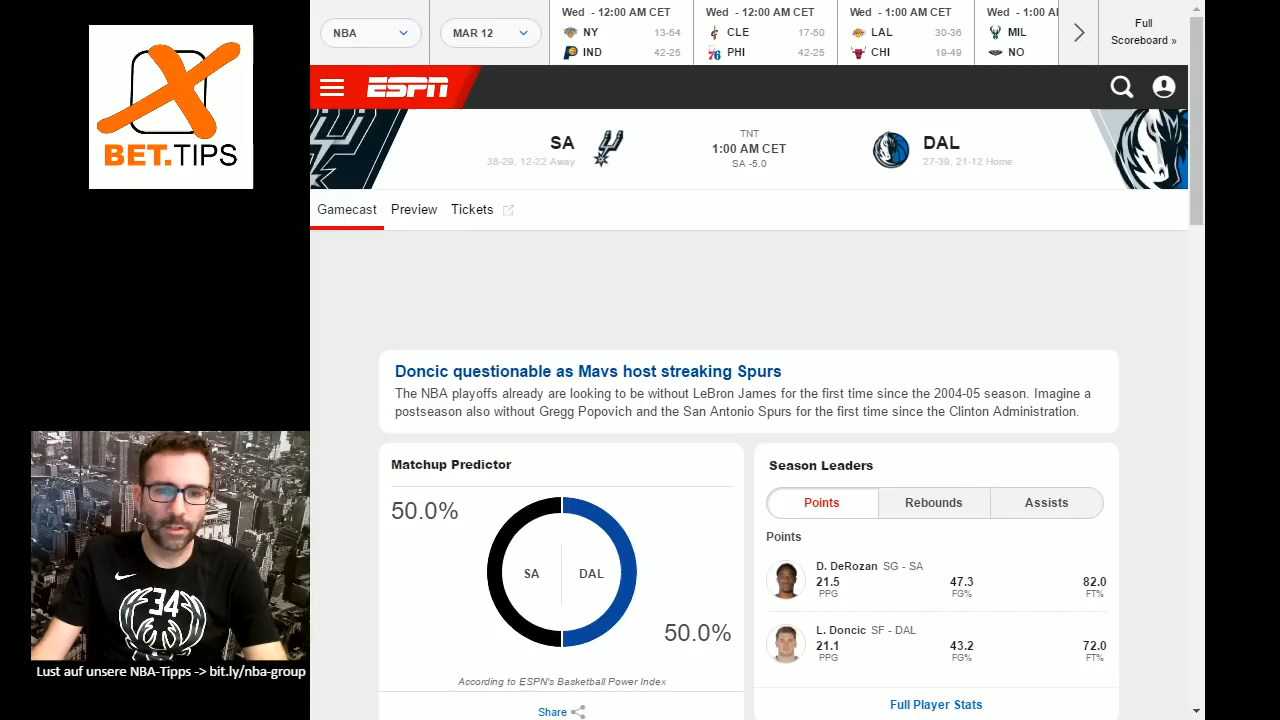 NBA
MAR 12
Wed - 12:00 AM CET
NY 13-54
IND 42-25
Wed - 12:00 AM CET
CLE 17-50
PHI 42-25
Wed - 1:00 AM CET
LAL 30-36
CHI 19-49
Wed - 1:00 AM
MIL
NO
Full
Scoreboard »
BET.TIPS
ESPN
SA
38-29, 12-22 Away
TNT
1:00 AM CET
SA -5.0
DAL
27-39, 21-12 Home
Gamecast Preview Tickets
Doncic questionable as Mavs host streaking Spurs
The NBA playoffs already are looking to be without LeBron James for the first time since the 2004-05 season. Imagine a
postseason also without Gregg Popovich and the San Antonio Spurs for the first time since the Clinton Administration.
Matchup Predictor
50.0%
SA DAL
50.0%
According to ESPN's Basketball Power Index
Share
Season Leaders
Points Rebounds Assists
Points
D. DeRozan SG - SA
21.5 47.3 82.0
PPG FG% FT%
L. Doncic SF - DAL
21.1 43.2 72.0
PPG FG% FT%
Full Player Stats
34
Lust auf unsere NBA-Tipps -> bit.ly/nba-group